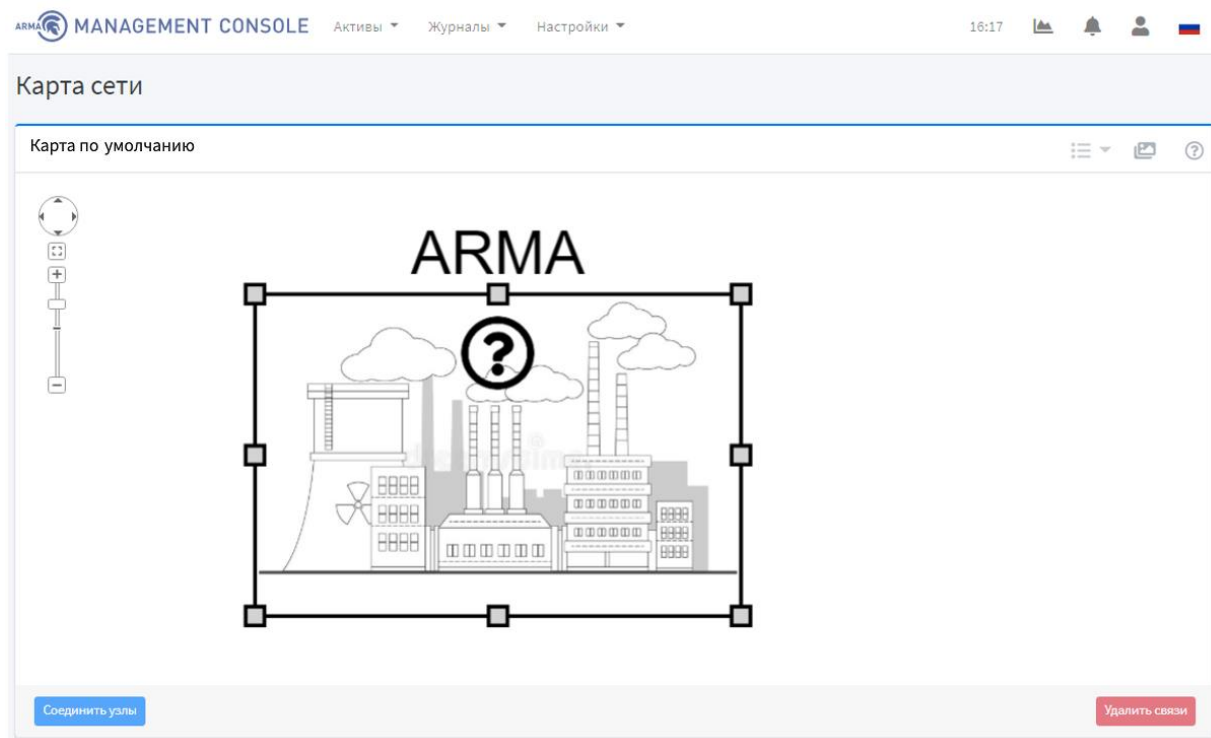 ARMA MANAGEMENT CONSOLE Активы Журналы Настройки 16:17
Карта сети
Карта по умолчанию
ARMA
?
Соединить узлы Удалить связи